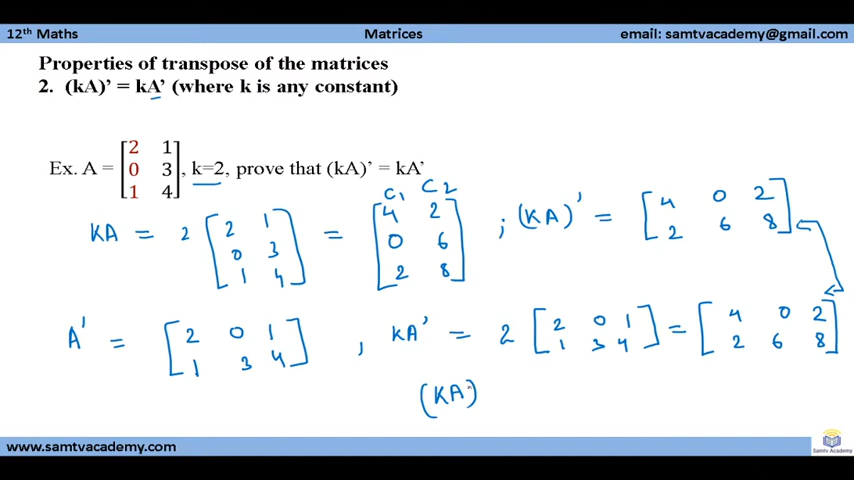 12th Maths Matrices email: samtvacademy@gmail.com
Properties of transpose of the matrices
2. (kA)' = kA' (where k is any constant)
Ex. A = [2 1; 0 3; 1 4], k=2, prove that (kA)' = kA'
C1 C2
KA = 2 [2 1; 0 3; 1 4] = [4 2; 0 6; 2 8] ; (KA)' = [4 0 2; 2 6 8]
A' = [2 0 1; 1 3 4] , KA' = 2 [2 0 1; 1 3 4] = [4 0 2; 2 6 8]
(KA)
www.samtvacademy.com
Samtv Academy